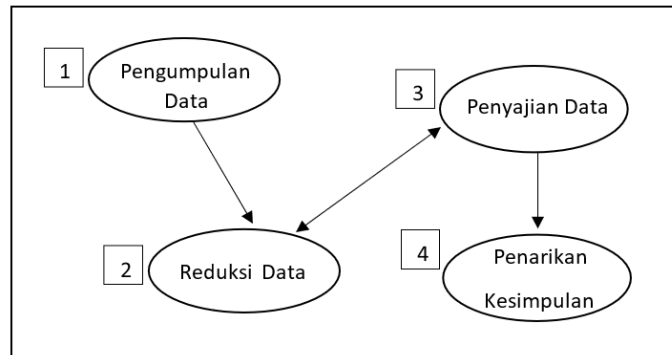 1
Pengumpulan
Data
2
Reduksi Data
3
Penyajian Data
4
Penarikan
Kesimpulan